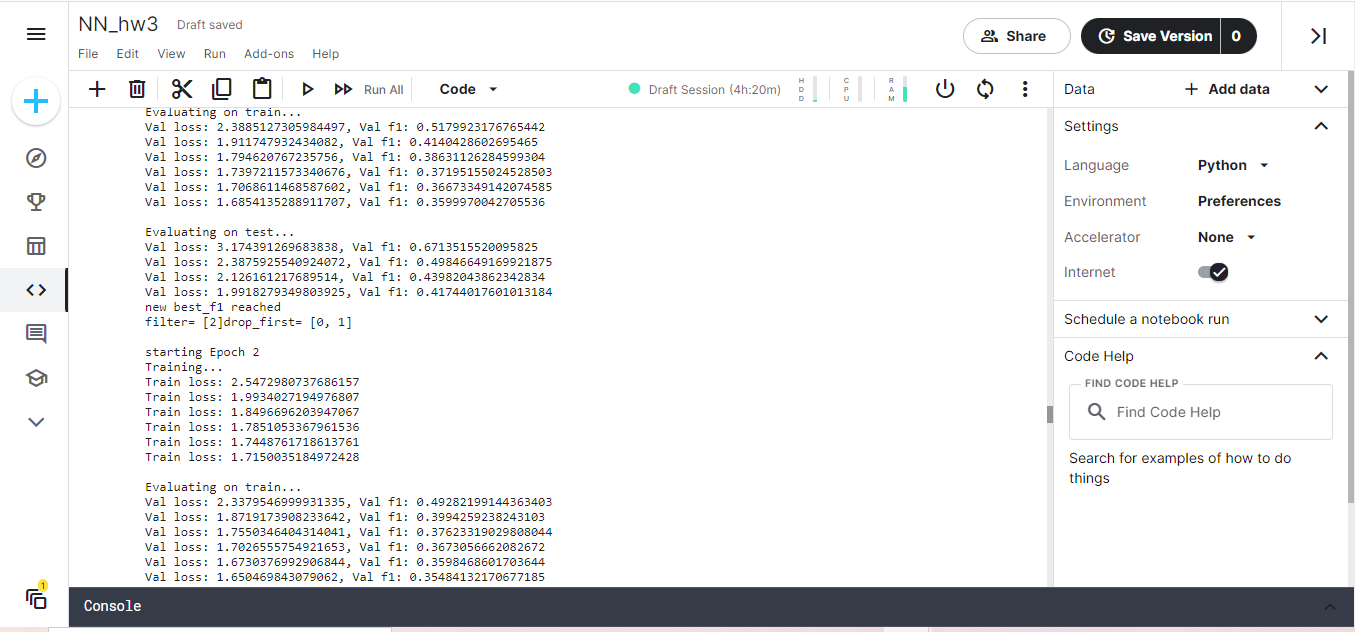 NN_hw3 Draft saved
File Edit View Run Add-ons Help
Share
Save Version 0
Run All
Code
Draft Session (4h:20m)
HDD
CPU
RAM
Evaluating on train...
Val loss: 2.3885127305984497, Val f1: 0.5179923176765442
Val loss: 1.911747932434082, Val f1: 0.4140428602695465
Val loss: 1.794620767235756, Val f1: 0.38631126284599304
Val loss: 1.7397211573340676, Val f1: 0.37195155024528503
Val loss: 1.7068611468587602, Val f1: 0.36673349142074585
Val loss: 1.6854135288911707, Val f1: 0.3599970042705536
Evaluating on test...
Val loss: 3.174391269683838, Val f1: 0.6713515520095825
Val loss: 2.3875925540924072, Val f1: 0.49846649169921875
Val loss: 2.126161217689514, Val f1: 0.43982043862342834
Val loss: 1.9918279349803925, Val f1: 0.41744017601013184
new best_f1 reached
filter= [2]drop_first= [0, 1]
starting Epoch 2
Training...
Train loss: 2.5472980737686157
Train loss: 1.9934027194976807
Train loss: 1.8496696203947067
Train loss: 1.7851053367961536
Train loss: 1.7448761718613761
Train loss: 1.7150035184972428
Evaluating on train...
Val loss: 2.3379546999931335, Val f1: 0.49282199144363403
Val loss: 1.8719173908233642, Val f1: 0.3994259238243103
Val loss: 1.7550346404314041, Val f1: 0.37623319029808044
Val loss: 1.7026555754921653, Val f1: 0.3673056662082672
Val loss: 1.6730376992906844, Val f1: 0.3598468601703644
Val loss: 1.650469843079062, Val f1: 0.35484132170677185
Console
1
Data
Add data
Settings
Language Python
Environment Preferences
Accelerator None
Internet
Schedule a notebook run
Code Help
FIND CODE HELP
Find Code Help
Search for examples of how to do
things